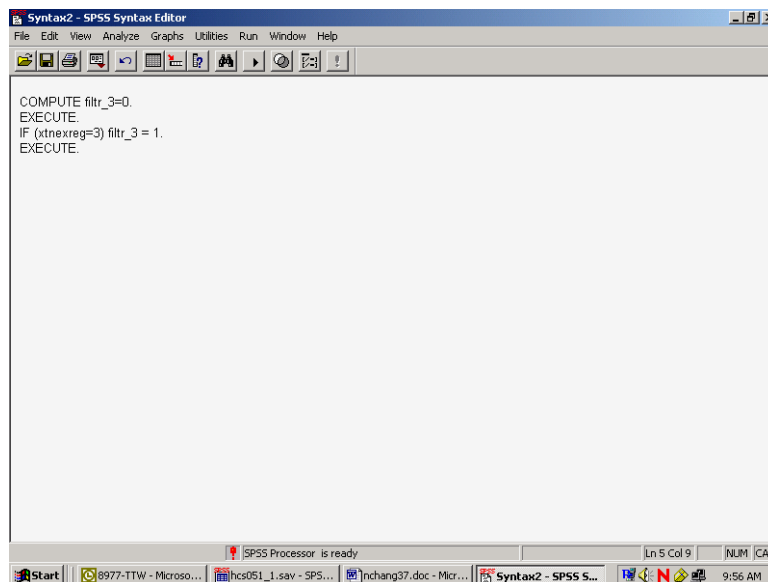 Syntax2 - SPSS Syntax Editor
File Edit View Analyze Graphs Utilities Run Window Help
COMPUTE filtr_3=0.
EXECUTE.
IF (xtnexreg=3) filtr_3 = 1.
EXECUTE.
SPSS Processor is ready
Ln 5 Col 9
NUM
CA
Start
8977-TTW - Microso...
hcs051_1.sav - SPS...
nchang37.doc - Micr...
Syntax2 - SPSS S...
9:56 AM